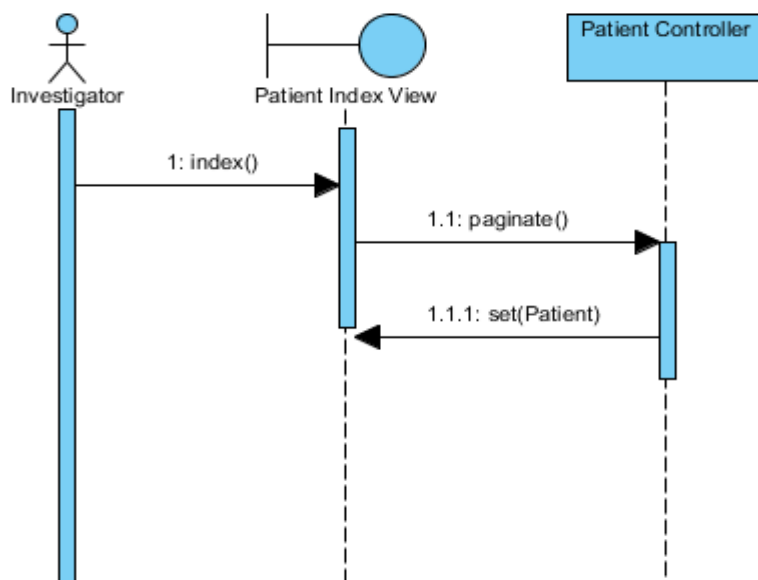 Patient Controller
Investigator
Patient Index View
1: index()
1.1: paginate()
1.1.1: set(Patient)